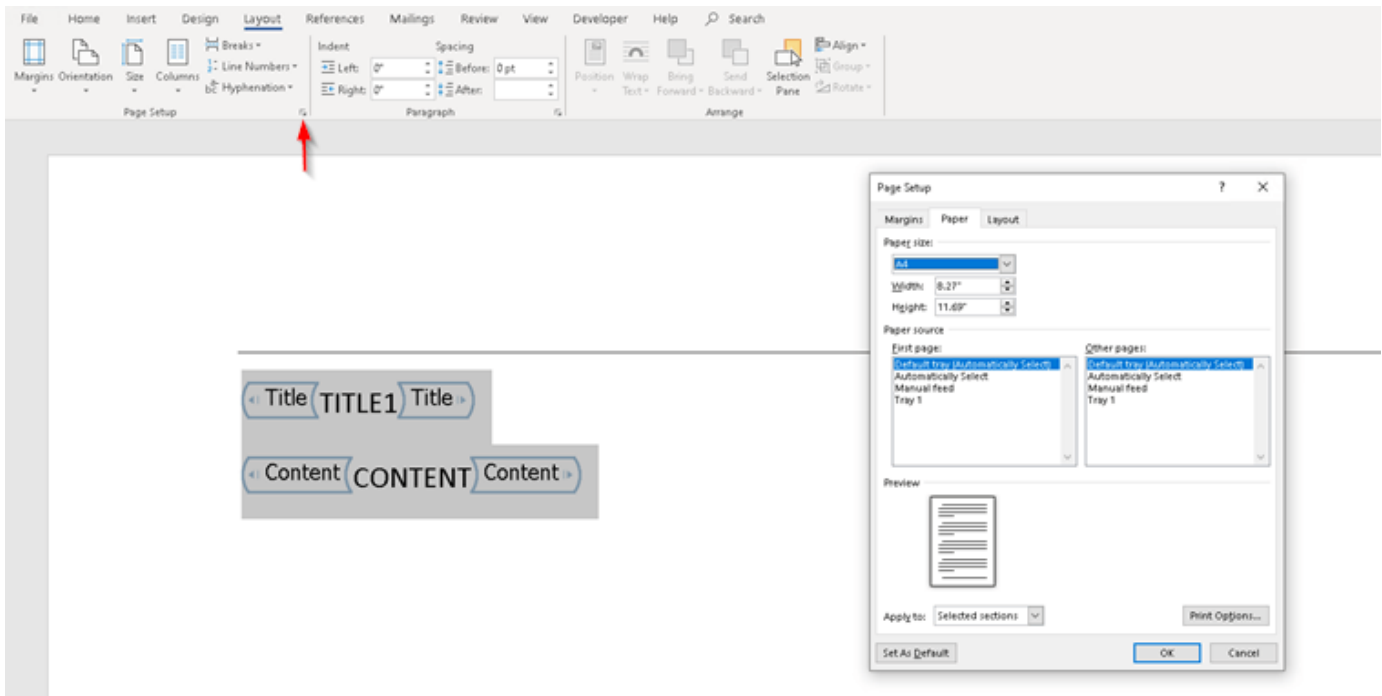 File Home Insert Design Layout References Mailings Review View Developer Help Search
Margins Orientation Size Columns Breaks Line Numbers Hyphenation
Page Setup
Indent Spacing
Left: 0" Before: 0 pt
Right: 0" After:
Paragraph
Position Wrap Text Bring Forward Send Backward Selection Pane Align Group Rotate
Arrange
Page Setup ? X
Margins Paper Layout
Paper size:
A4
Width: 8.27"
Height: 11.69"
Paper source
First page: Other pages:
Default tray (Automatically Select) Default tray (Automatically Select)
Automatically Select Automatically Select
Manual feed Manual feed
Tray 1 Tray 1
Preview
Apply to: Selected sections Print Options...
Set As Default OK Cancel
Title TITLE1 Title
Content CONTENT Content